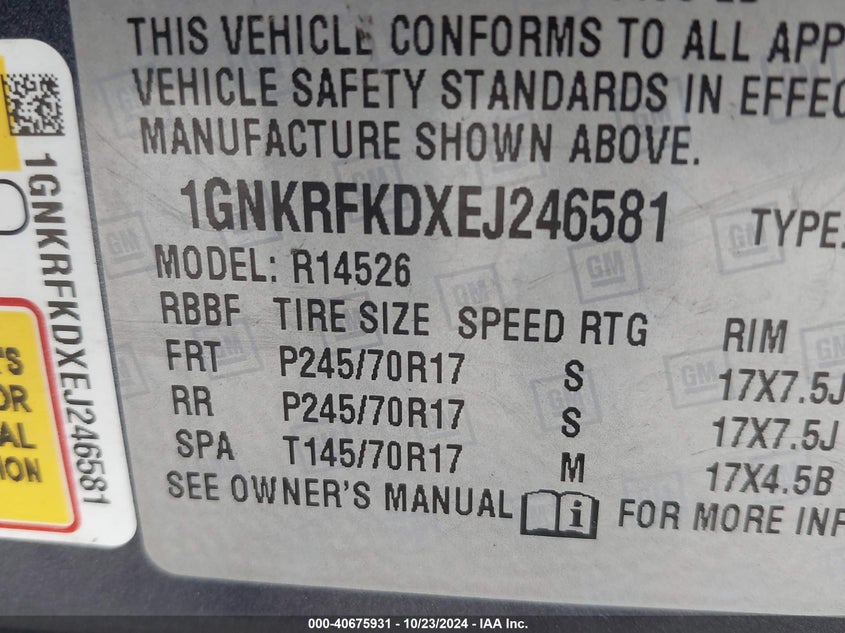 THIS VEHICLE CONFORMS TO ALL APP
VEHICLE SAFETY STANDARDS IN EFFEC
MANUFACTURE SHOWN ABOVE.
1GNKRFKDXEJ246581 TYPE:
MODEL: R14526
RBBF TIRE SIZE SPEED RTG RIM
FRT P245/70R17 S 17X7.5J
RR P245/70R17 S 17X7.5J
SPA T145/70R17 M 17X4.5B
SEE OWNER'S MANUAL i FOR MORE INF
1GNKRFKDXEJ246581
GM
000-40675931 - 10/23/2024 - IAA Inc.